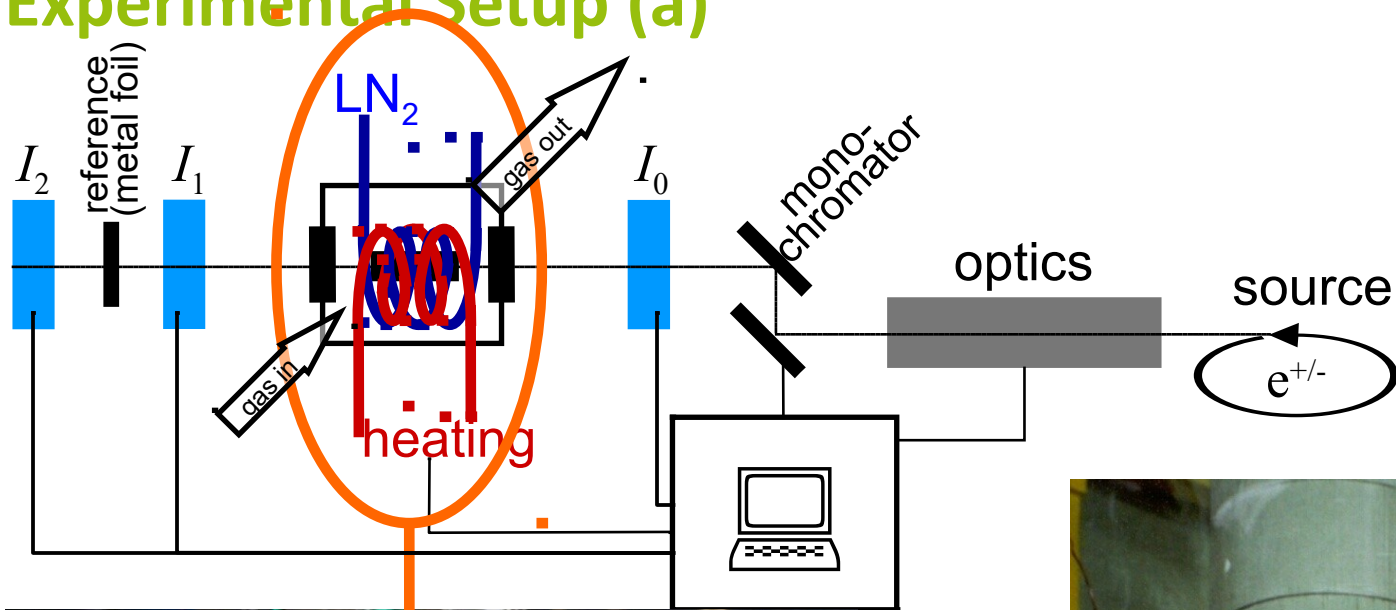 Experimental Setup (a)
LN2
reference
(metal foil)
I2
I1
gas out
I0
mono-
chromator
optics
source
e+/-
gas in
heating